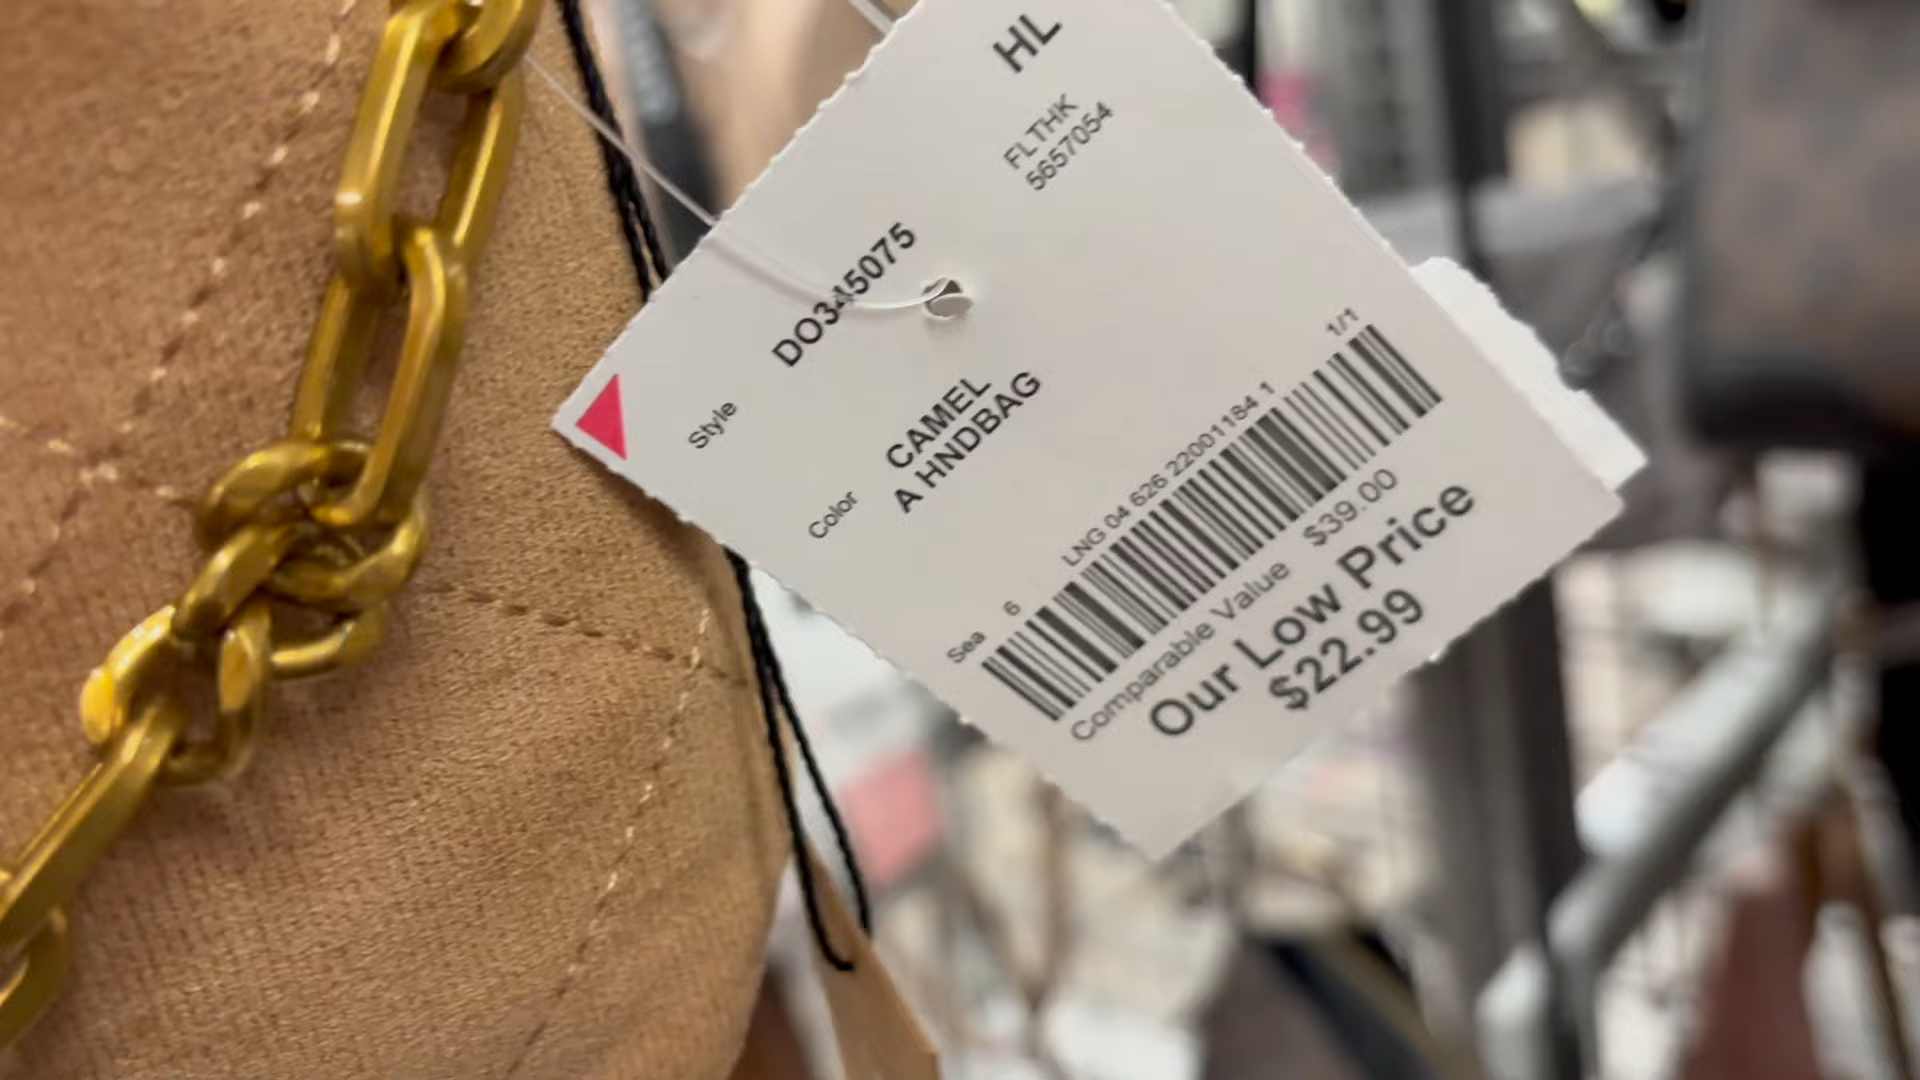 HL
FLTHK
5657054
Style DO345075
Color CAMEL
A HNDBAG
LNG 04 626 220011184 1 1/1
Sea 6
Comparable Value $39.00
Our Low Price
$22.99